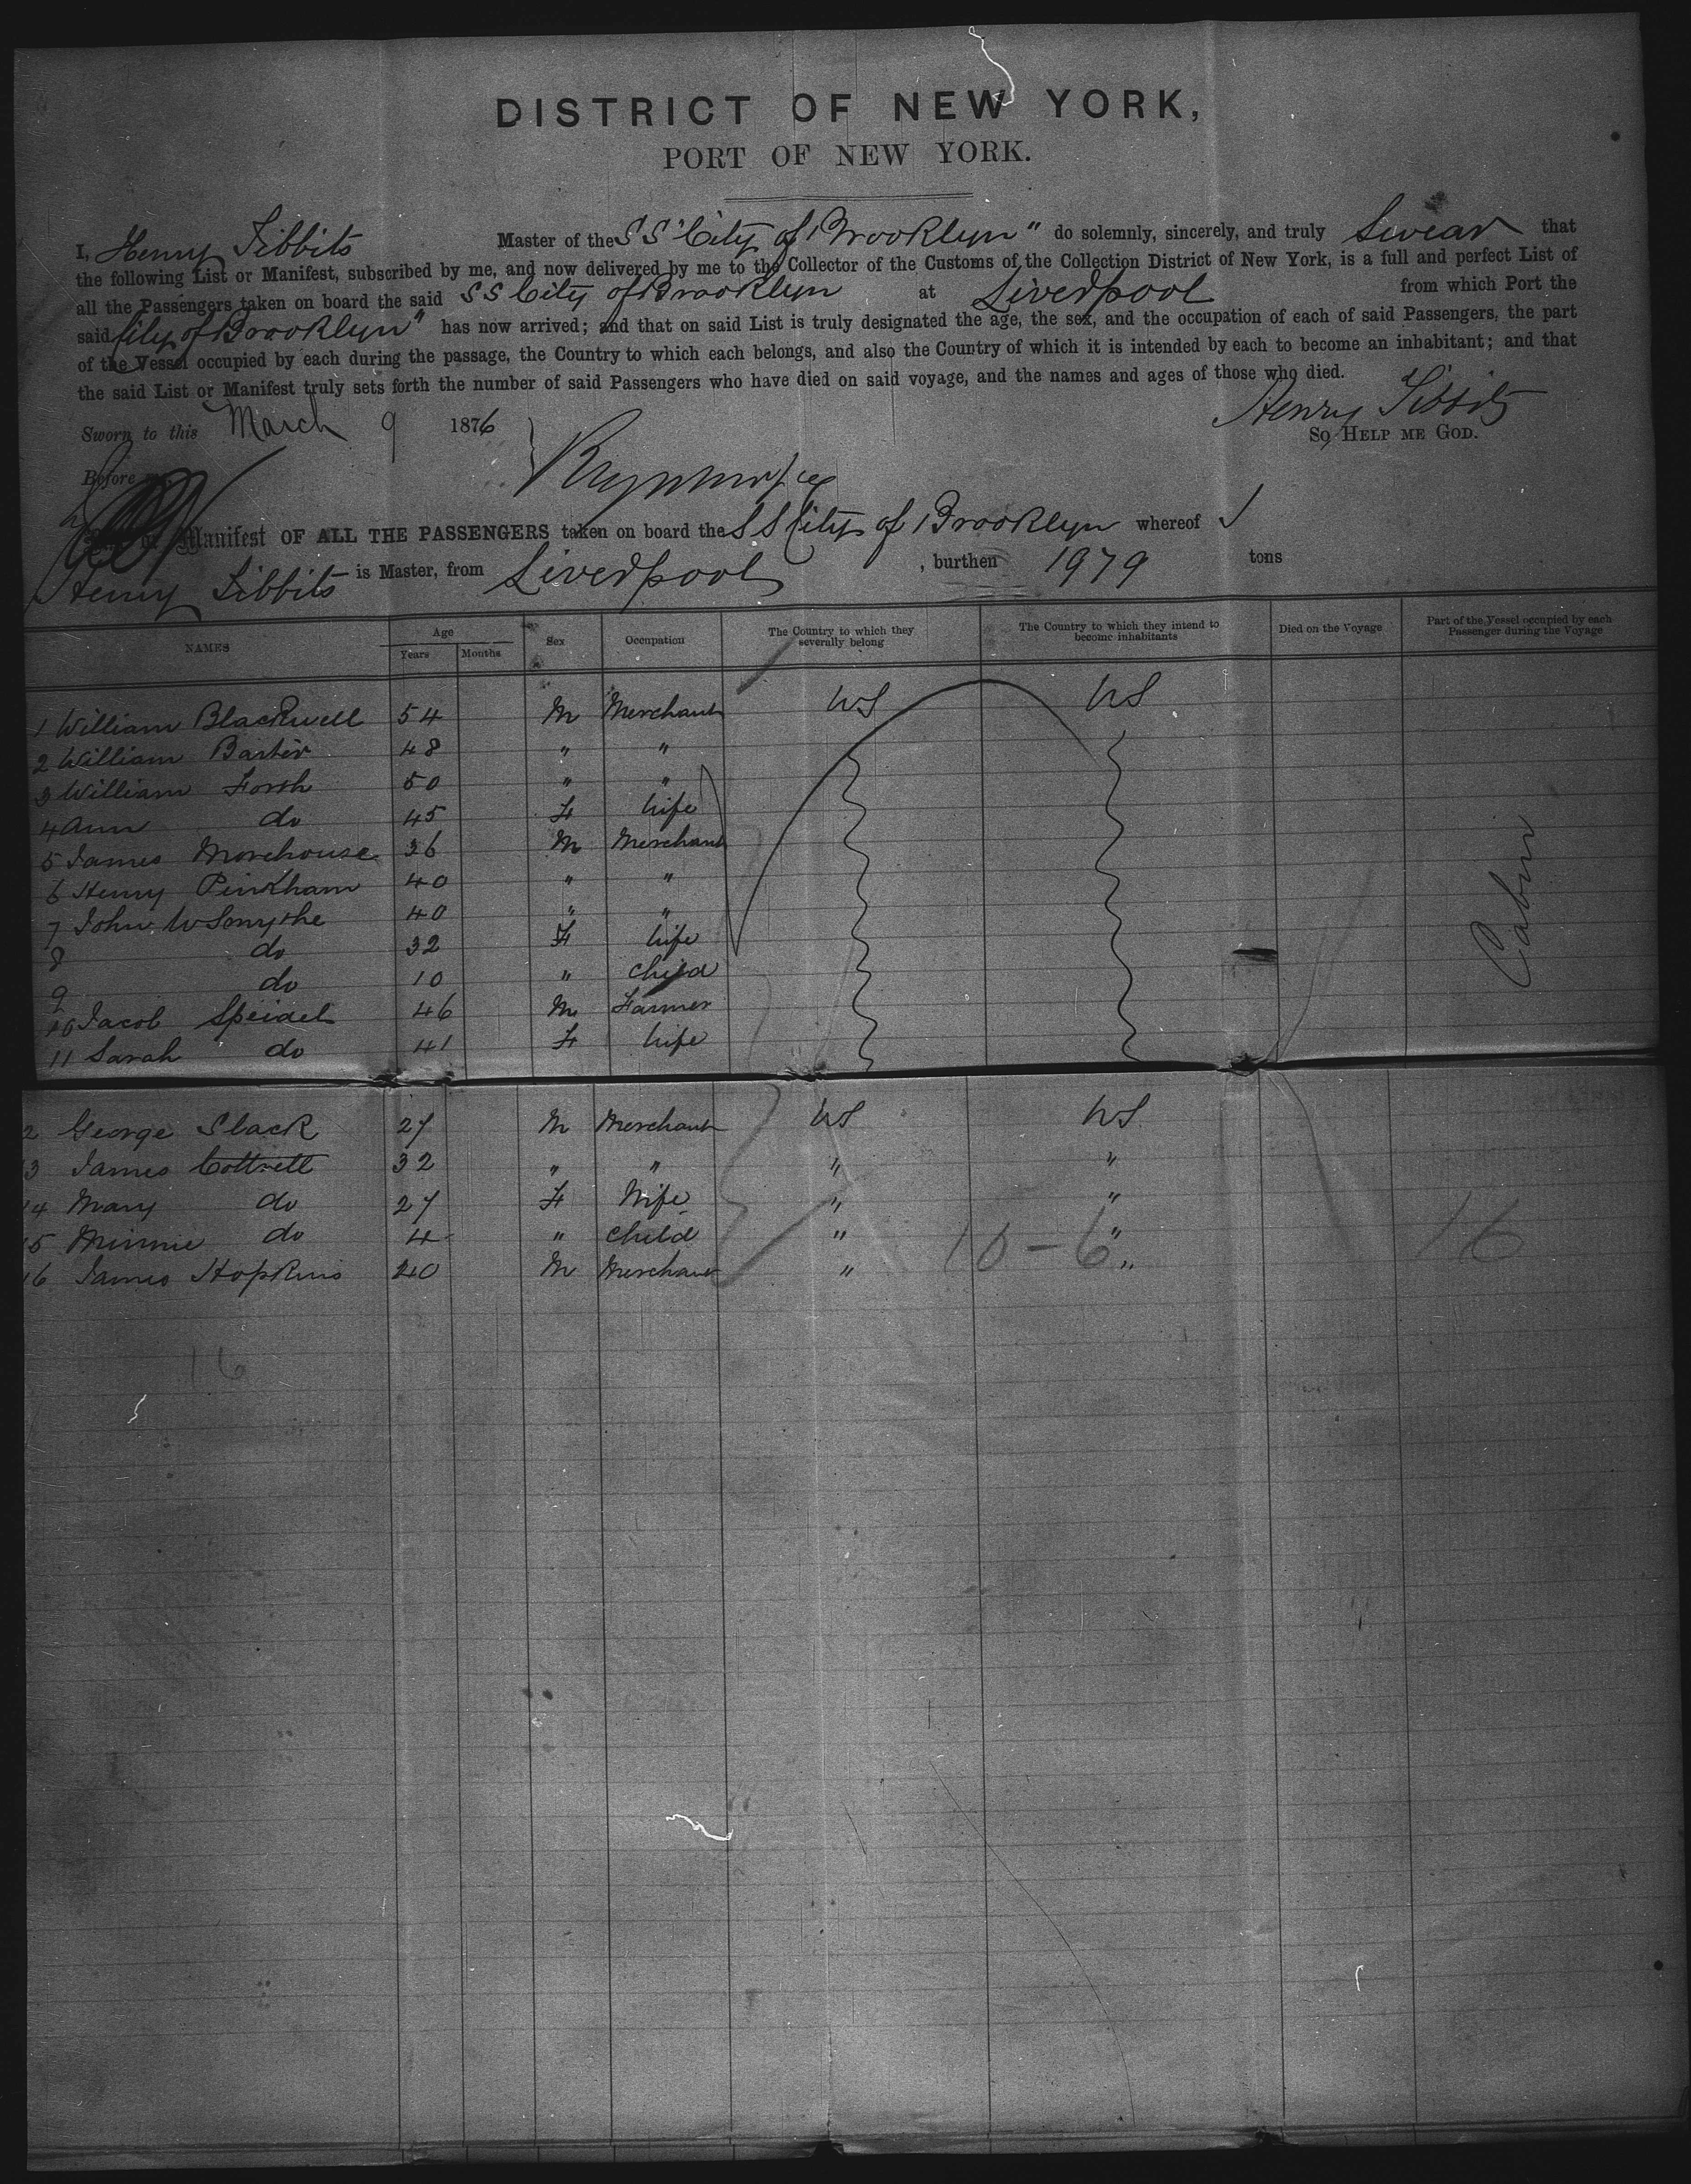 DISTRICT OF NEW YORK,
PORT OF NEW YORK.
I, Henry Tibbits Master of the SS "City of Brooklyn" do solemnly, sincerely, and truly Swear that
the following List or Manifest, subscribed by me, and now delivered by me to the Collector of the Customs of the Collection District of New York, is a full and perfect List of
all the Passengers taken on board the said SS City of Brooklyn at Liverpool from which Port the
said City of Brooklyn" has now arrived; and that on said List is truly designated the age, the sex, and the occupation of each of said Passengers, the part
of the Vessel occupied by each during the passage, the Country to which each belongs, and also the Country of which it is intended by each to become an inhabitant; and that
the said List or Manifest truly sets forth the number of said Passengers who have died on said voyage, and the names and ages of those who died.
Sworn to this March 9 1876 Henry Tibbits
So Help me God.
Before
Manifest OF ALL THE PASSENGERS taken on board the SS City of Brooklyn whereof
Henry Tibbits is Master, from Liverpool, burthen 1979 tons
NAMES Age Years Months Sex Occupation The Country to which they severally belong The Country to which they intend to become inhabitants Died on the Voyage Part of the Vessel occupied by each Passenger during the Voyage
1 William Blackwell 54 M Merchant US US
2 William Baxter 48 " "
3 William Forth 50 " "
4 Ann do 45 F Wife
5 James Morehouse 36 M Merchant
6 Henry Pinkham 40 " "
7 John W Smythe 40 " "
8 do 32 F Wife
9 do 10 " Child
10 Jacob Speidel 46 M Farmer
11 Sarah do 41 F Wife
Cabin
2 George Slack 27 M Merchant US US
3 James Cottrell 32 " " " "
14 Mary do 27 F Wife " "
15 Minnie do 4 " Child " "
16 James Hopkins 40 M Merchant " "
10-6 16
16